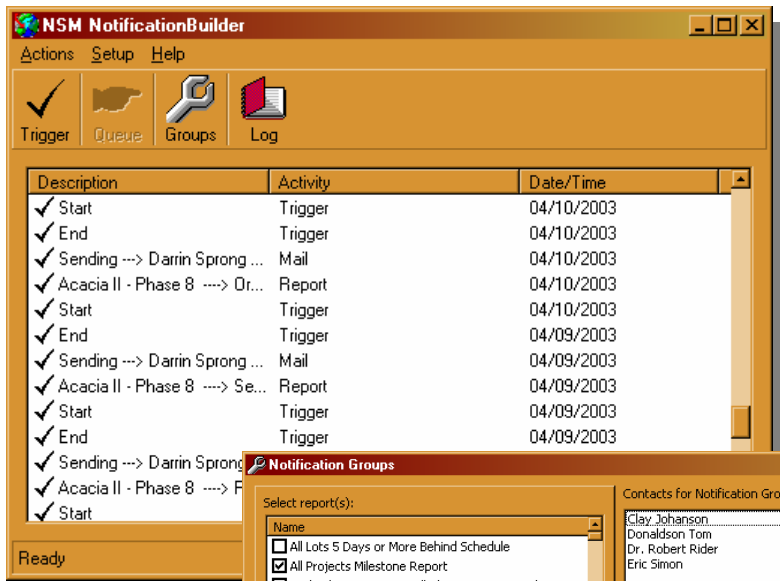 NSM NotificationBuilder
Actions Setup Help
Trigger Queue Groups Log
Description Activity Date/Time
Start Trigger 04/10/2003
End Trigger 04/10/2003
Sending ---> Darrin Sprong ... Mail 04/10/2003
Acacia II - Phase 8 ----> Or... Report 04/10/2003
Start Trigger 04/10/2003
End Trigger 04/09/2003
Sending ---> Darrin Sprong ... Mail 04/09/2003
Acacia II - Phase 8 ----> Se... Report 04/09/2003
Start Trigger 04/09/2003
End Trigger 04/09/2003
Sending ---> Darrin Sprong
Acacia II - Phase 8 ---->
Start
Ready
Notification Groups
Select report(s):
Name
All Lots 5 Days or More Behind Schedule
All Projects Milestone Report
Contacts for Notification Gro
Clay Johanson
Donaldson Tom
Dr. Robert Rider
Eric Simon